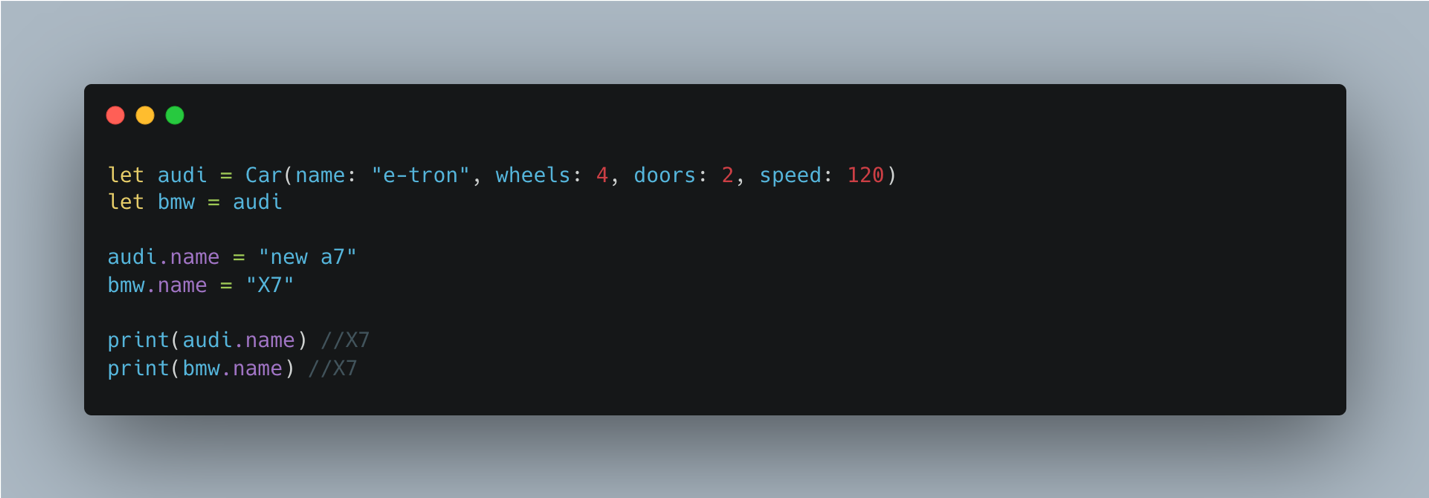 let audi = Car(name: "e-tron", wheels: 4, doors: 2, speed: 120)
let bmw = audi
audi.name = "new a7"
bmw.name = "X7"
print(audi.name) //X7
print(bmw.name) //X7